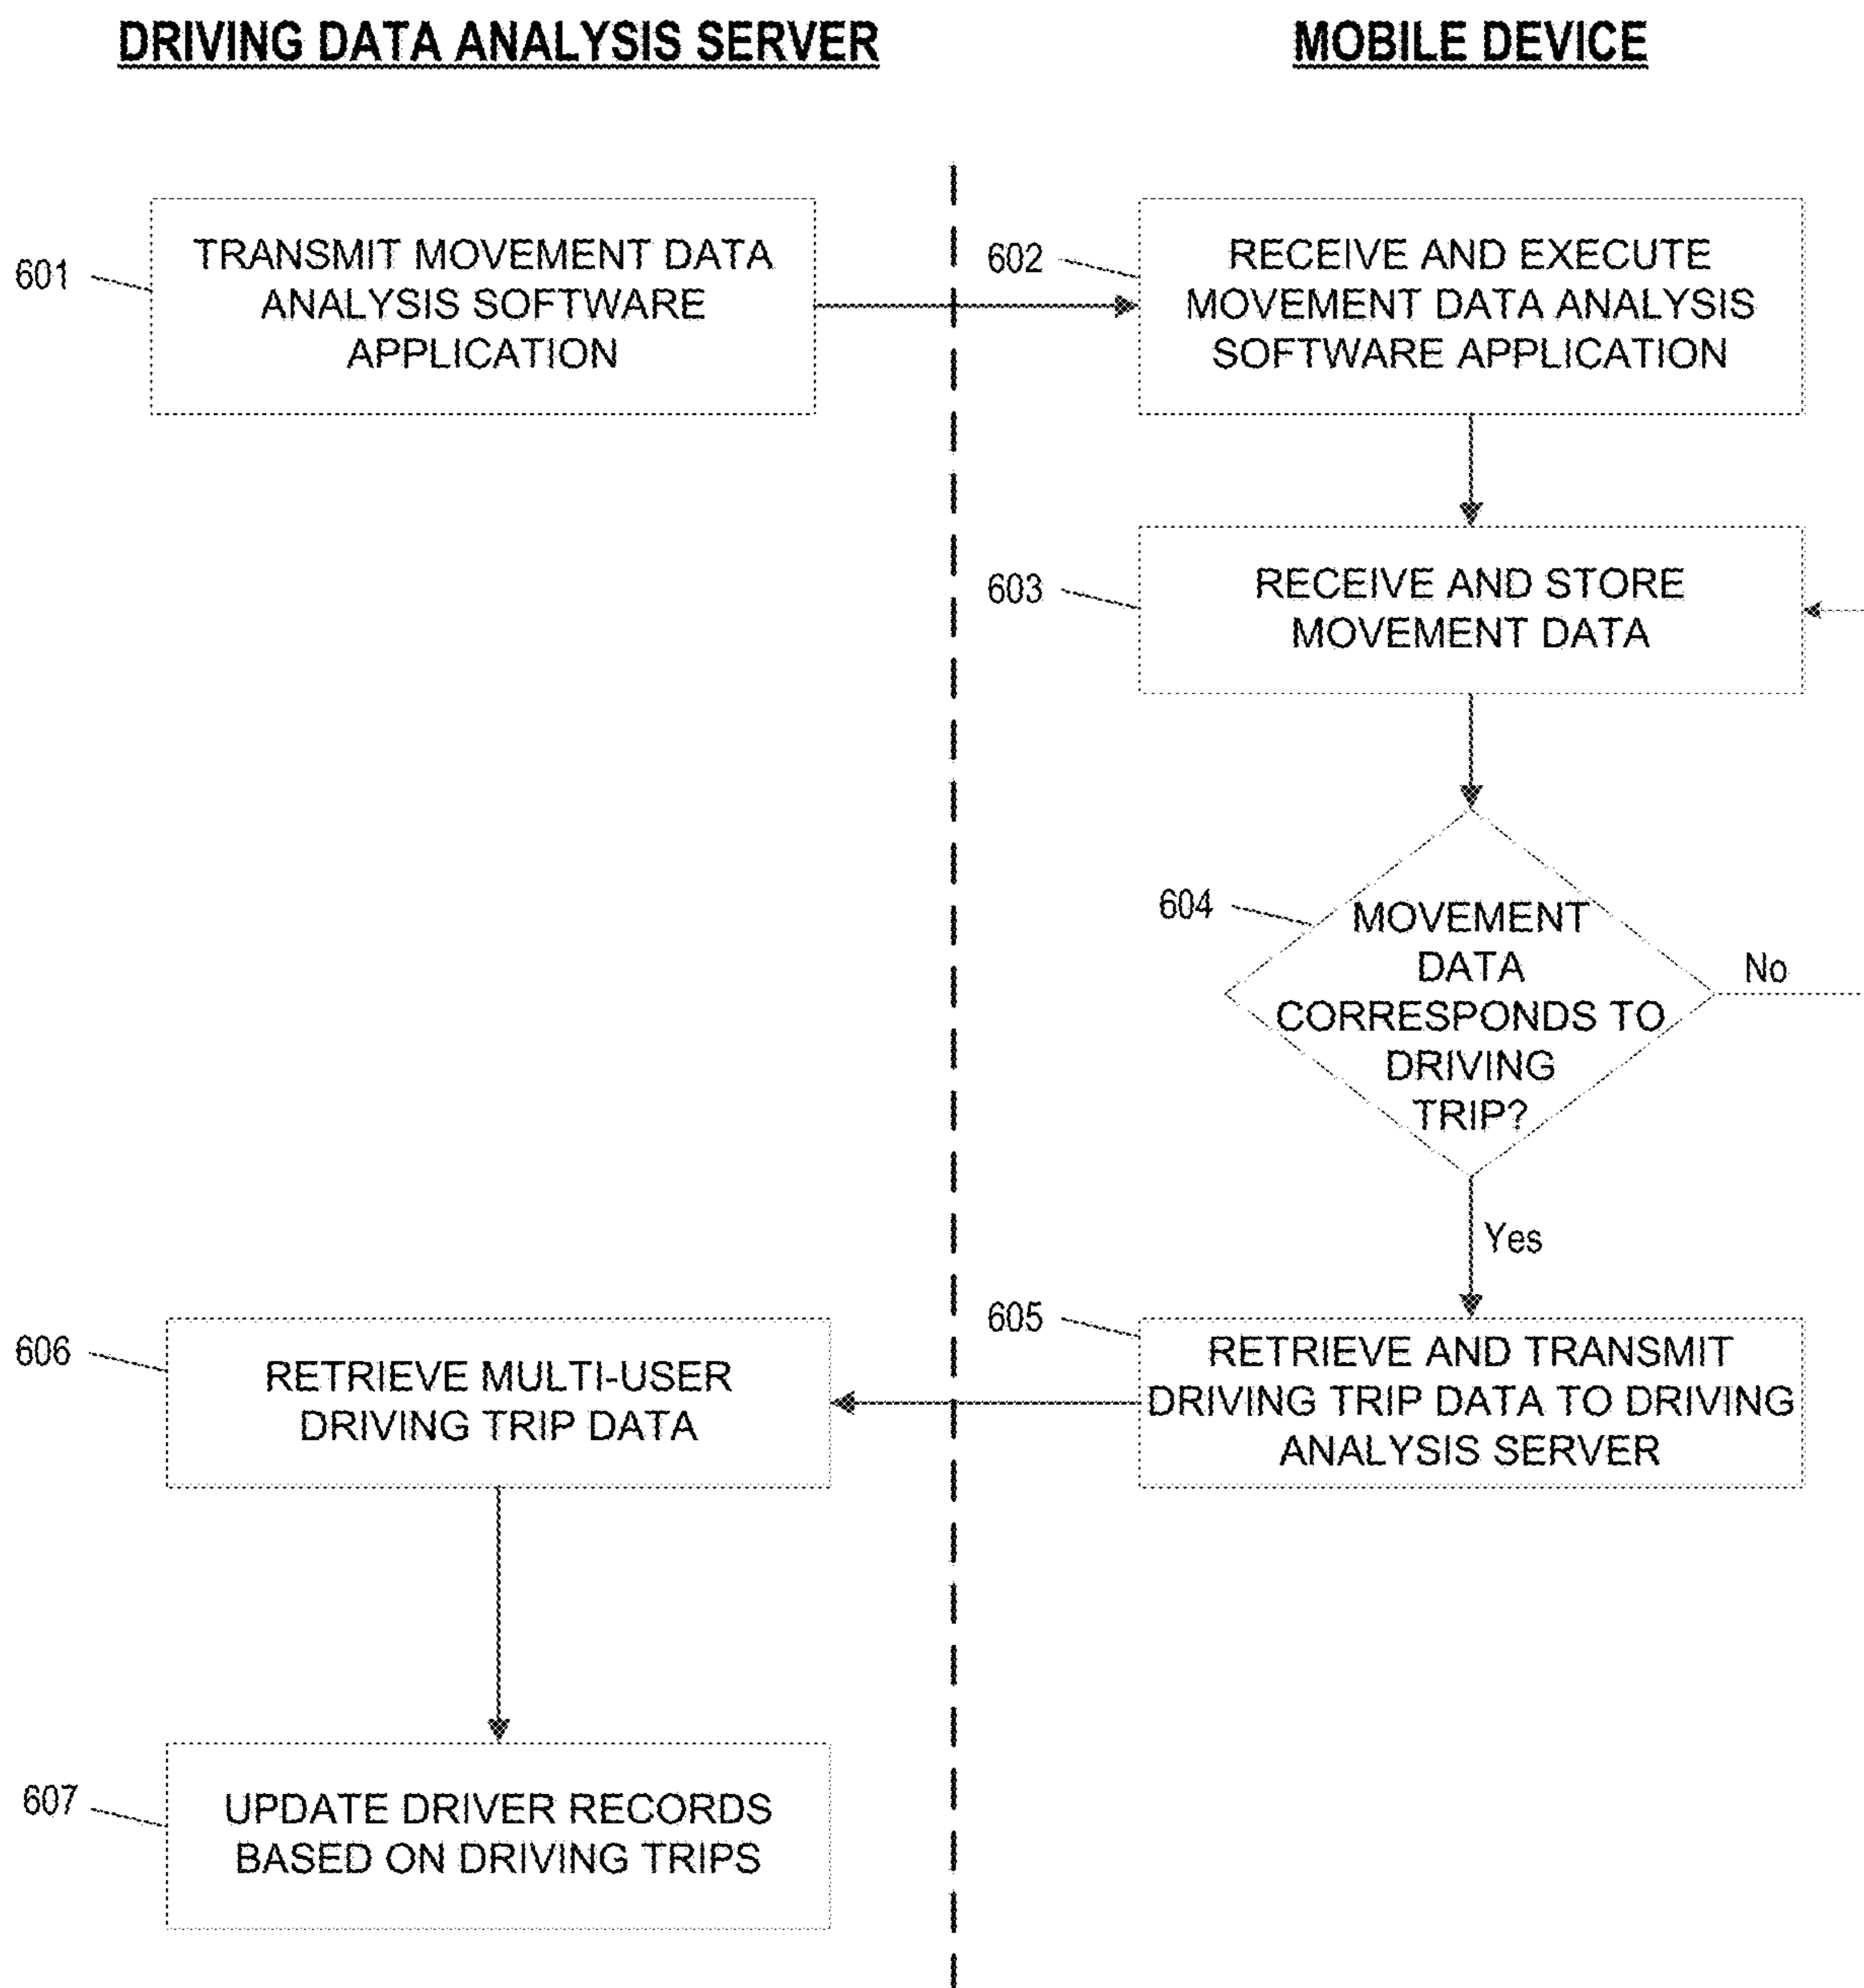 DRIVING DATA ANALYSIS SERVER
MOBILE DEVICE
601
TRANSMIT MOVEMENT DATA
ANALYSIS SOFTWARE
APPLICATION
602
RECEIVE AND EXECUTE
MOVEMENT DATA ANALYSIS
SOFTWARE APPLICATION
603
RECEIVE AND STORE
MOVEMENT DATA
604
MOVEMENT
DATA
CORRESPONDS TO
DRIVING
TRIP?
No
Yes
605
RETRIEVE AND TRANSMIT
DRIVING TRIP DATA TO DRIVING
ANALYSIS SERVER
606
RETRIEVE MULTI-USER
DRIVING TRIP DATA
607
UPDATE DRIVER RECORDS
BASED ON DRIVING TRIPS